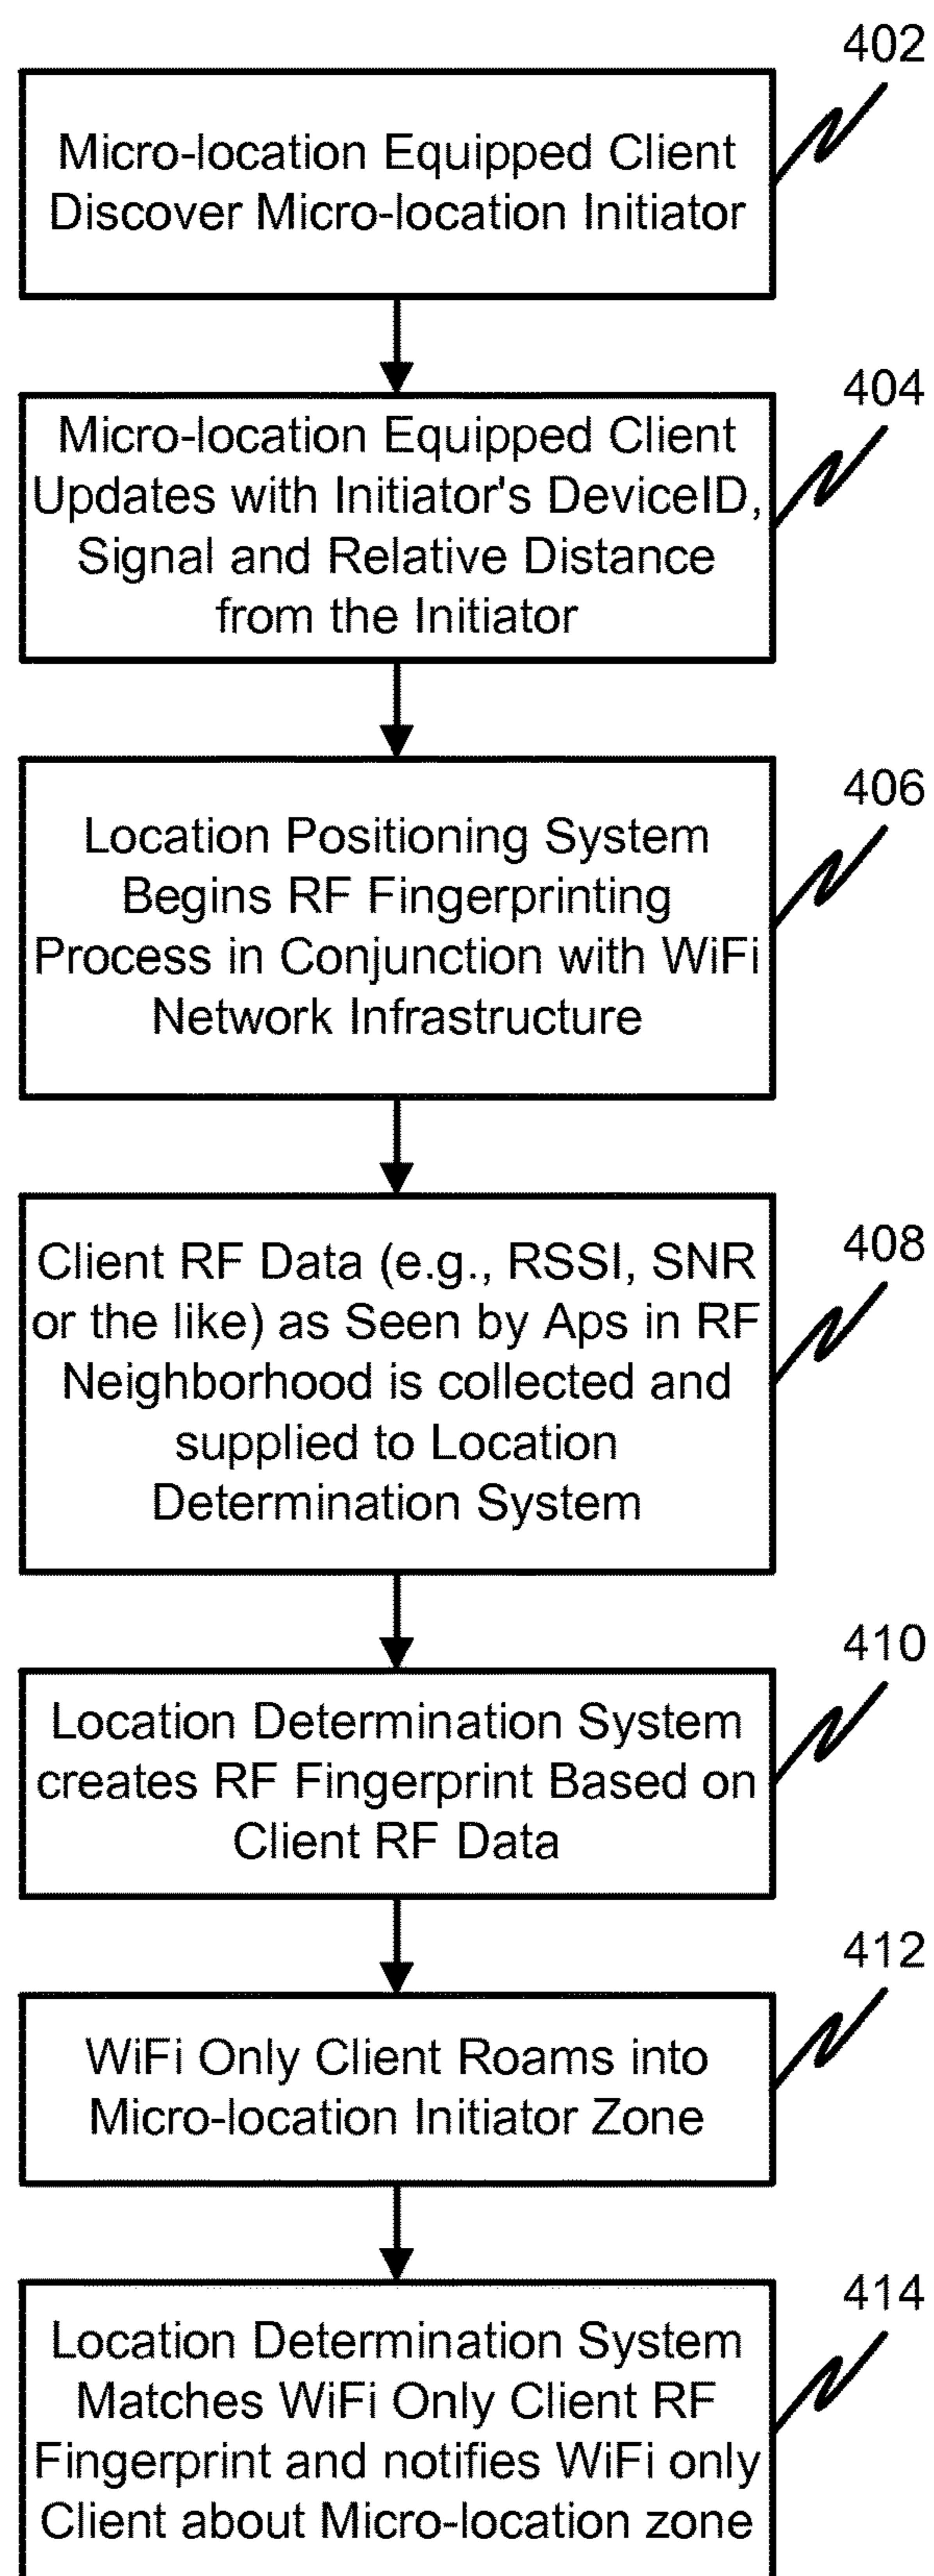 402
Micro-location Equipped Client
Discover Micro-location Initiator
404
Micro-location Equipped Client
Updates with Initiator's DeviceID,
Signal and Relative Distance
from the Initiator
406
Location Positioning System
Begins RF Fingerprinting
Process in Conjunction with WiFi
Network Infrastructure
408
Client RF Data (e.g., RSSI, SNR
or the like) as Seen by Aps in RF
Neighborhood is collected and
supplied to Location
Determination System
410
Location Determination System
creates RF Fingerprint Based on
Client RF Data
412
WiFi Only Client Roams into
Micro-location Initiator Zone
414
Location Determination System
Matches WiFi Only Client RF
Fingerprint and notifies WiFi only
Client about Micro-location zone